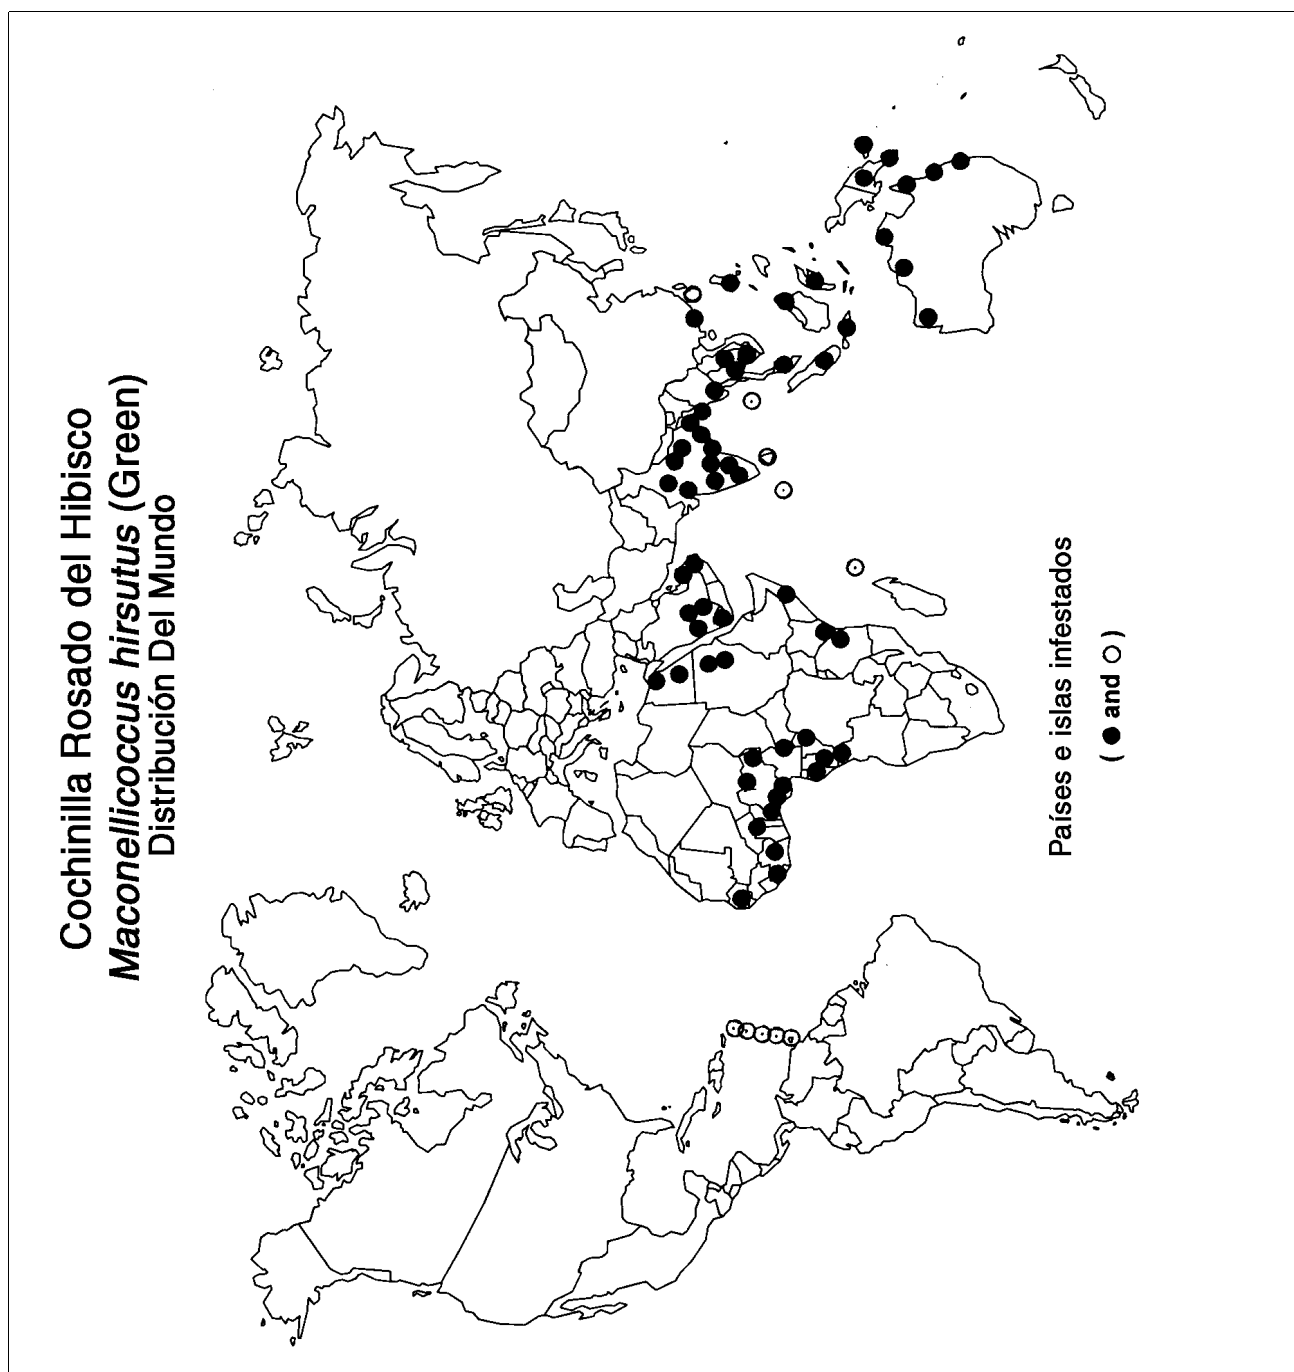 Cochinilla Rosado del Hibisco
Maconellicoccus hirsutus (Green)
Distribución Del Mundo
Países e islas infestados
( ● and ○ )